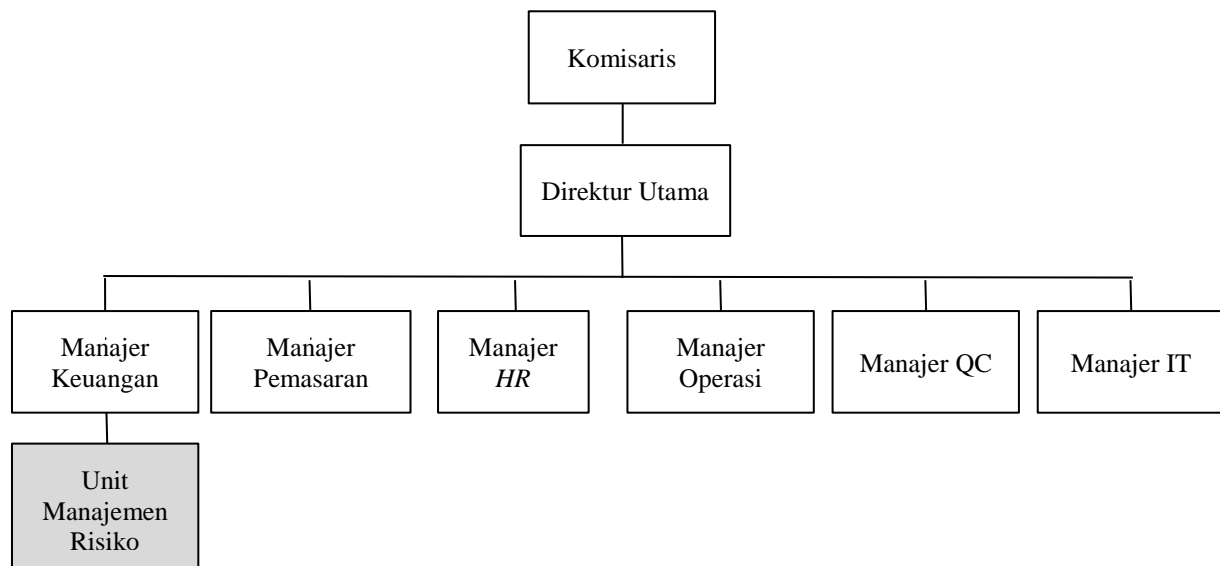 Komisaris
Direktur Utama
Manajer
Keuangan
Manajer
Pemasaran
Manajer
HR
Manajer
Operasi
Manajer QC
Manajer IT
Unit
Manajemen
Risiko